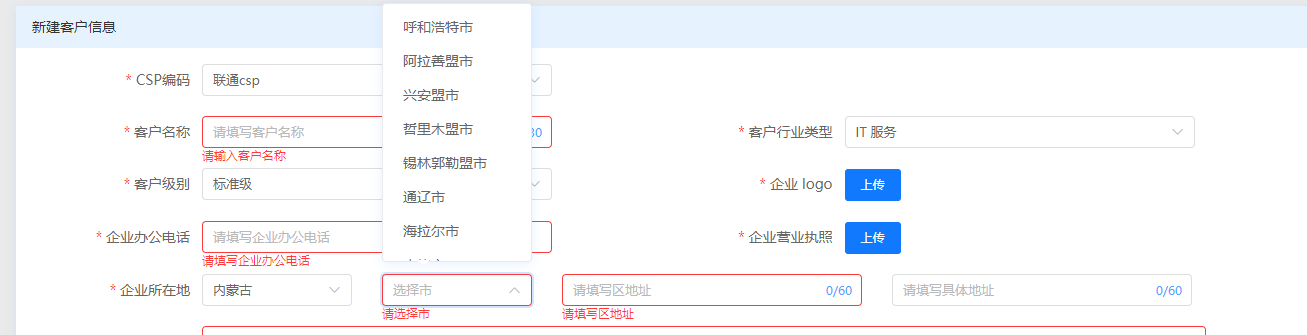 新建客户信息
* CSP编码 联通csp
* 客户名称 请填写客户名称 30
请输入客户名称
* 客户行业类型 IT 服务
* 客户级别 标准级
* 企业 logo 上传
* 企业办公电话 请填写企业办公电话
请填写企业办公电话
* 企业营业执照 上传
呼和浩特市
阿拉善盟市
兴安盟市
哲里木盟市
锡林郭勒盟市
通辽市
海拉尔市
* 企业所在地 内蒙古 选择市 请填写区地址 0/60 请填写具体地址 0/60
请选择市 请填写区地址